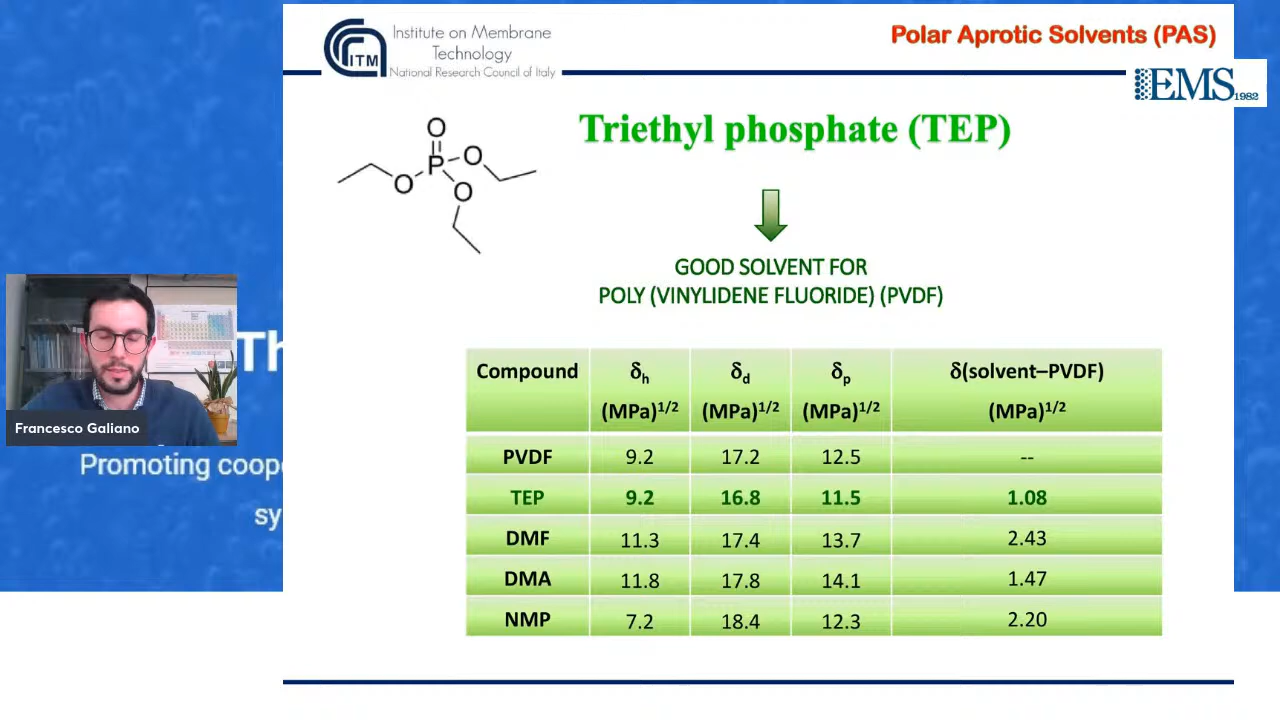 Institute on Membrane
Technology
National Research Council of Italy
ITM
Polar Aprotic Solvents (PAS)
EMS 1982
Triethyl phosphate (TEP)
O
P
O
O
O
GOOD SOLVENT FOR
POLY (VINYLIDENE FLUORIDE) (PVDF)
Compound δh δd δp δ(solvent–PVDF)
(MPa)1/2 (MPa)1/2 (MPa)1/2 (MPa)1/2
PVDF 9.2 17.2 12.5 --
TEP 9.2 16.8 11.5 1.08
DMF 11.3 17.4 13.7 2.43
DMA 11.8 17.8 14.1 1.47
NMP 7.2 18.4 12.3 2.20
Th
Francesco Galiano
Promoting coope
sy